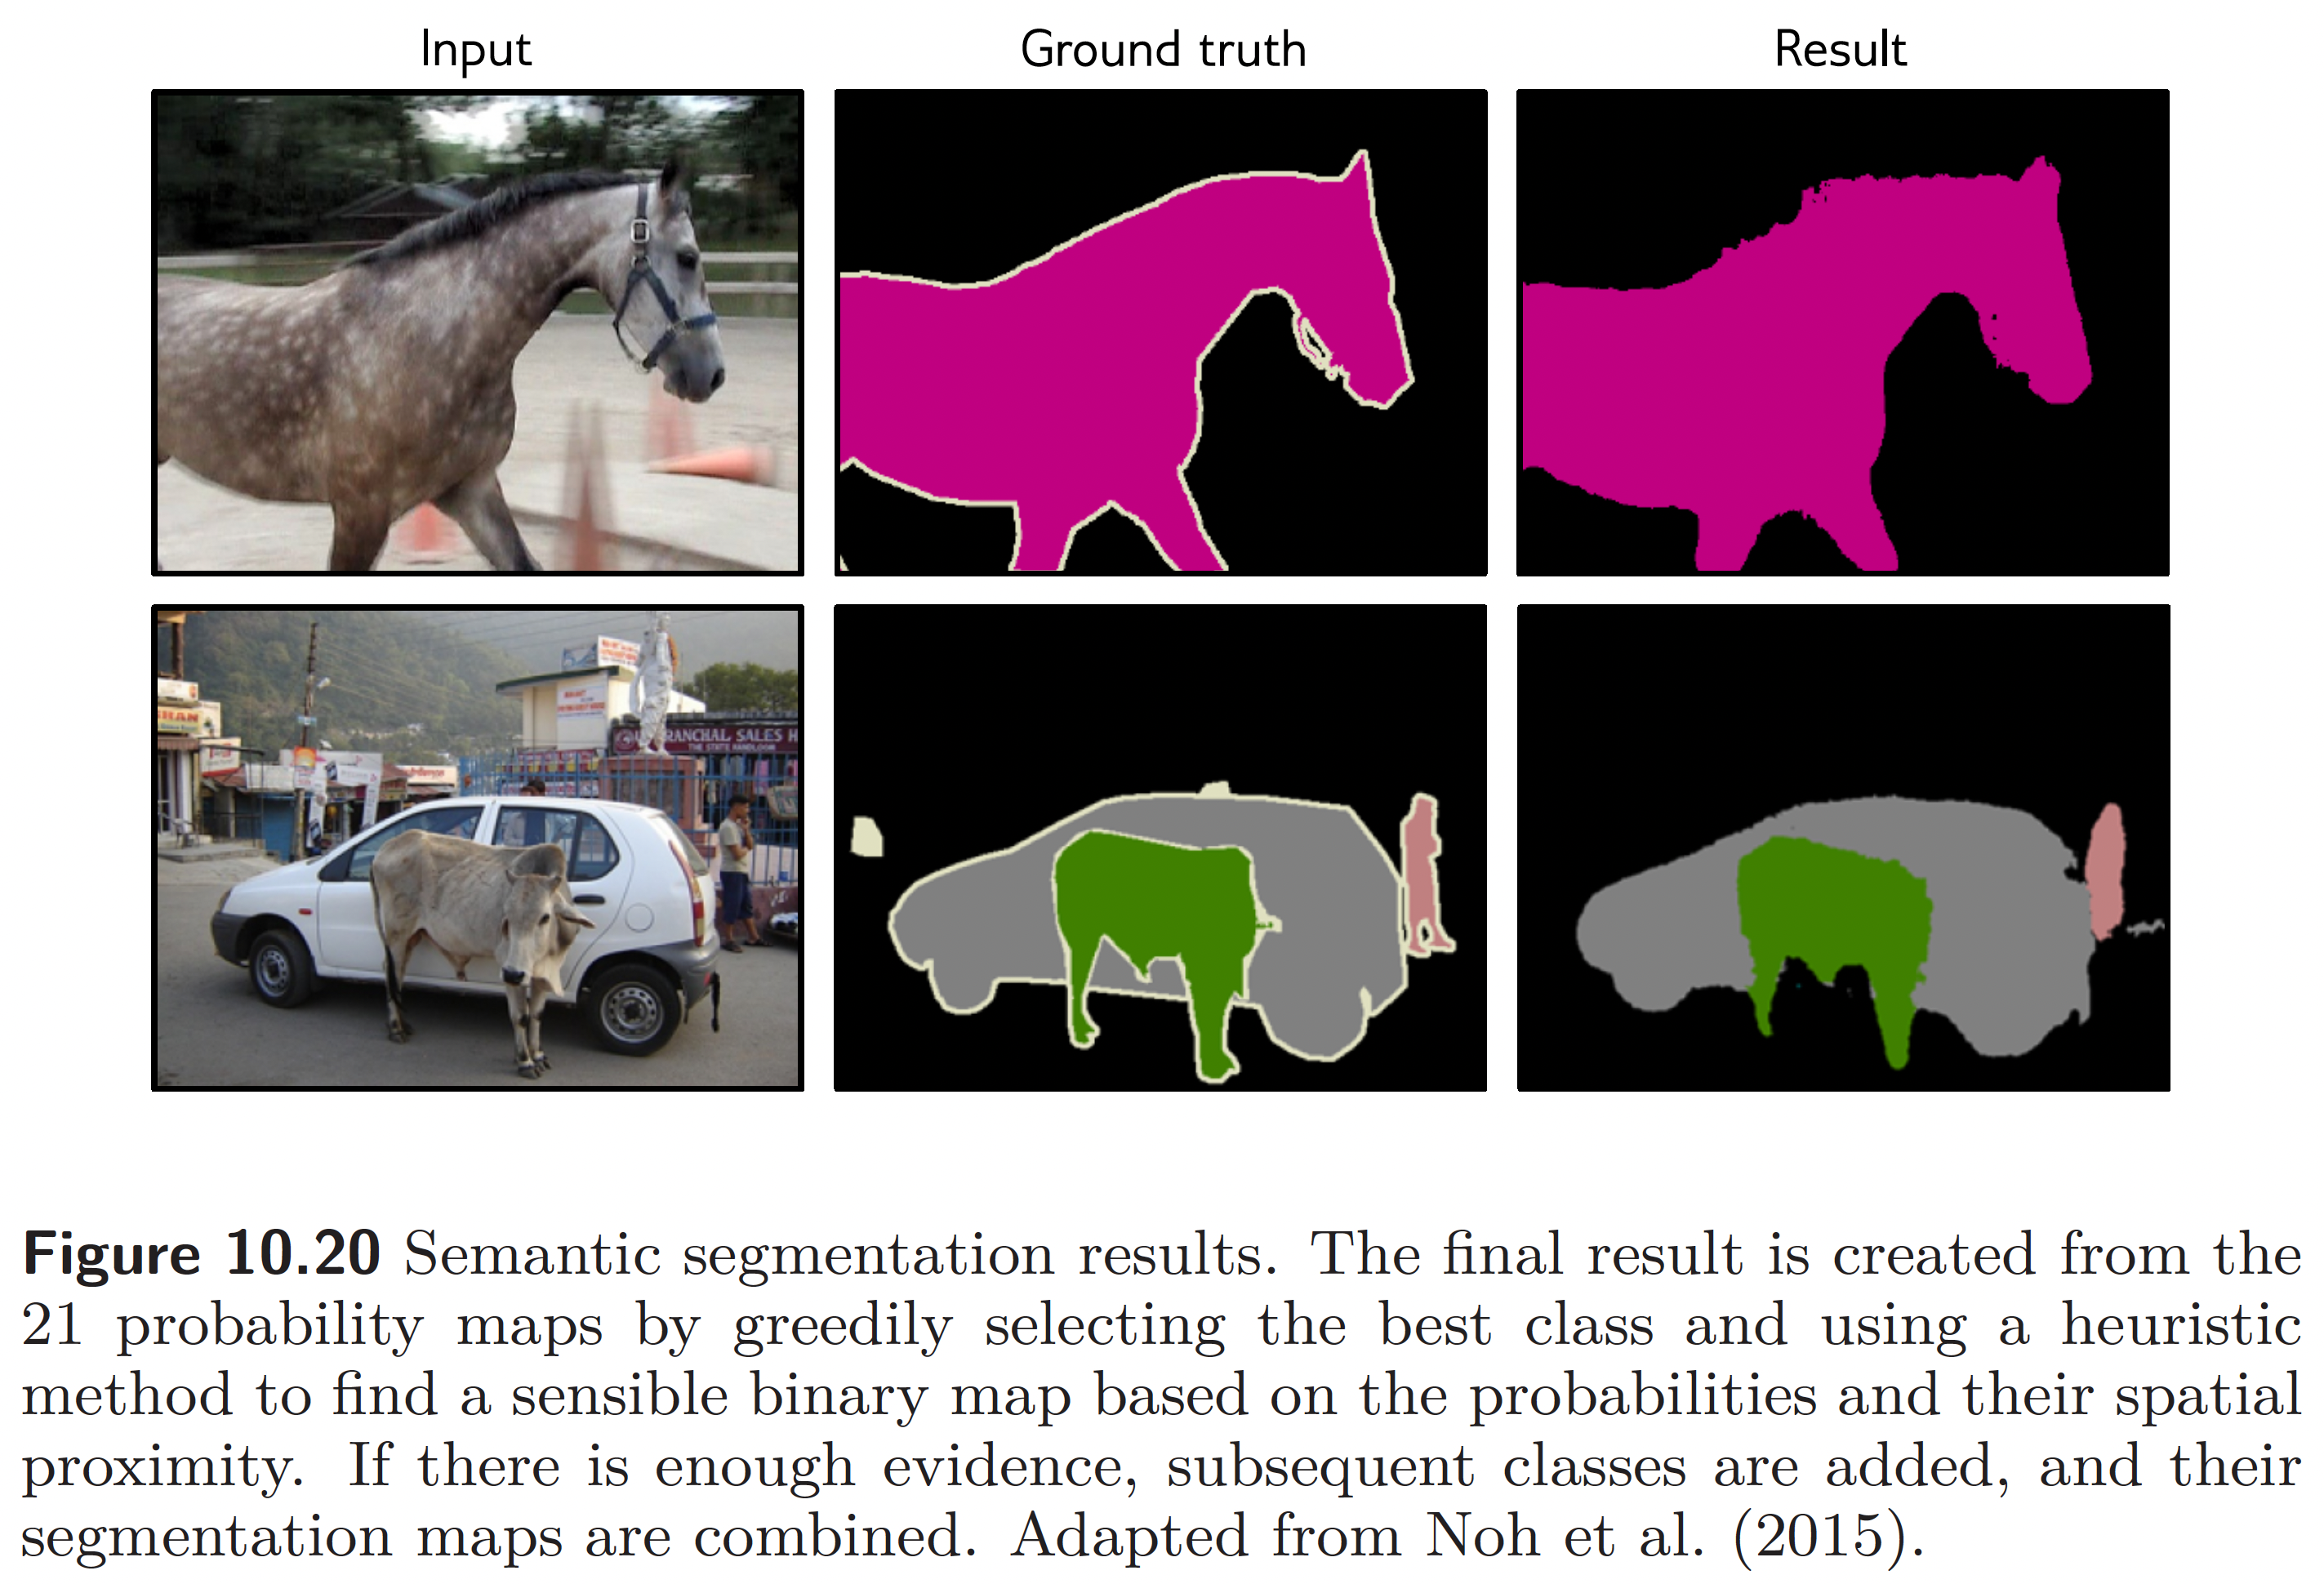 Input
Ground truth
Result
RANCHAL SALES H
THE STATE HANDLOOM
Figure 10.20 Semantic segmentation results. The final result is created from the
21 probability maps by greedily selecting the best class and using a heuristic
method to find a sensible binary map based on the probabilities and their spatial
proximity. If there is enough evidence, subsequent classes are added, and their
segmentation maps are combined. Adapted from Noh et al. (2015).